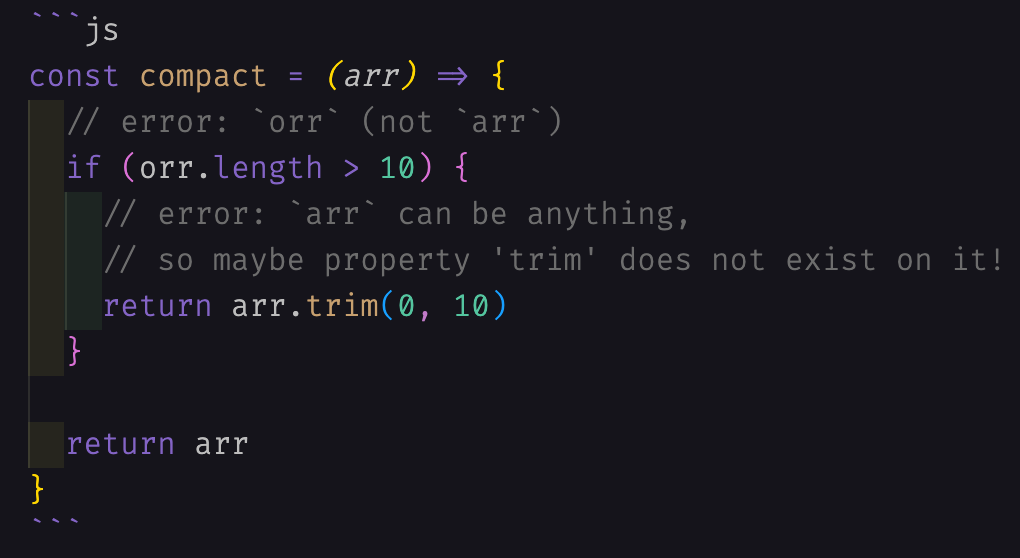 ```js
const compact = (arr) => {
  // error: `orr` (not `arr`)
  if (orr.length > 10) {
    // error: `arr` can be anything,
    // so maybe property 'trim' does not exist on it!
    return arr.trim(0, 10)
  }

  return arr
}
```